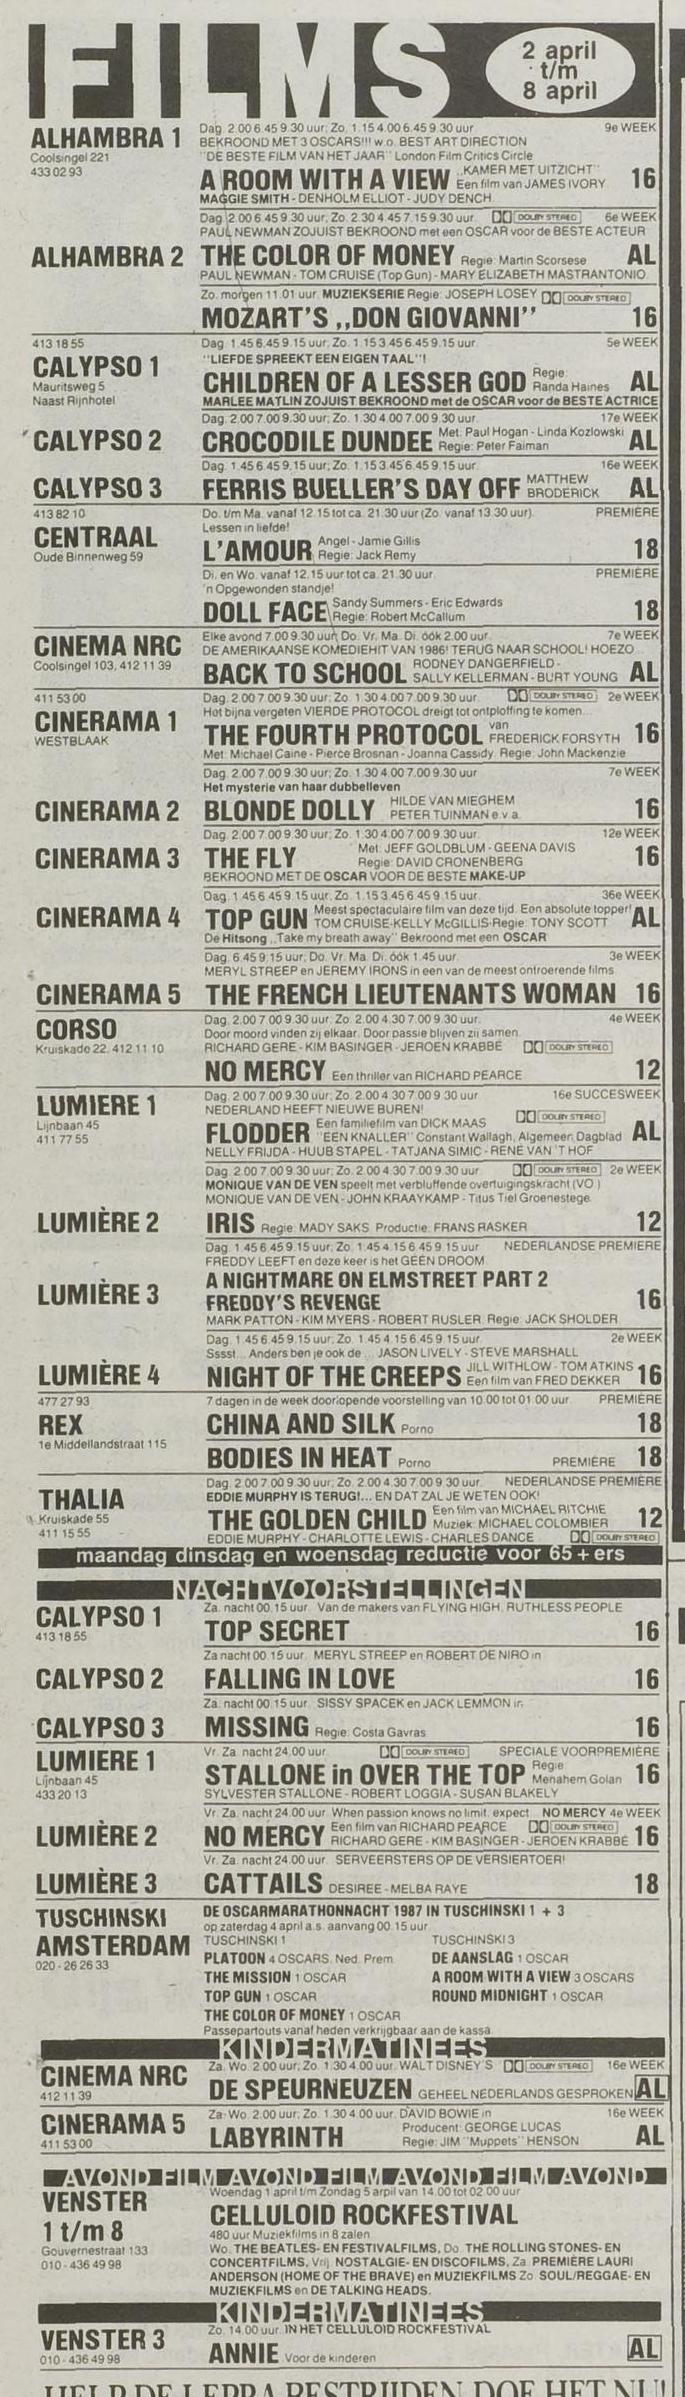 FILMS
2 april
t/m
8 april
ALHAMBRA 1
Coolsingel 221
433 02 93
Dag. 2.00 6.45 9.30 uur; Zo. 1.15 4.00 6.45 9.30 uur 9e WEEK
BEKROOND MET 3 OSCARS!!! w.o. BEST ART DIRECTION
"DE BESTE FILM VAN HET JAAR" London Film Critics Circle
A ROOM WITH A VIEW „KAMER MET UITZICHT" Een film van JAMES IVORY 16
MAGGIE SMITH - DENHOLM ELLIOT - JUDY DENCH
ALHAMBRA 2
Dag. 2.00 6.45 9.30 uur; Zo. 2.30 4.45 7.15 9.30 uur. DOLBY STEREO 6e WEEK
PAUL NEWMAN ZOJUIST BEKROOND met een OSCAR voor de BESTE ACTEUR
THE COLOR OF MONEY Regie: Martin Scorsese AL
PAUL NEWMAN - TOM CRUISE (Top Gun) - MARY ELIZABETH MASTRANTONIO
Zo. morgen 11.01 uur. MUZIEKSERIE Regie: JOSEPH LOSEY DOLBY STEREO
MOZART'S „DON GIOVANNI" 16
413 18 55
CALYPSO 1
Mauritsweg 5
Naast Rijnhotel
Dag. 1.45 6.45 9.15 uur; Zo. 1.15 3.45 6.45 9.15 uur. 5e WEEK
"LIEFDE SPREEKT EEN EIGEN TAAL"!
CHILDREN OF A LESSER GOD Regie: Randa Haines AL
MARLEE MATLIN ZOJUIST BEKROOND met de OSCAR voor de BESTE ACTRICE
CALYPSO 2
Dag. 2.00 7.00 9.30 uur; Zo. 1.30 4.00 7.00 9.30 uur. 17e WEEK
CROCODILE DUNDEE Met: Paul Hogan - Linda Kozlowski Regie: Peter Faiman AL
CALYPSO 3
Dag. 1.45 6.45 9.15 uur; Zo. 1.15 3.45 6.45 9.15 uur. 16e WEEK
FERRIS BUELLER'S DAY OFF MATTHEW BRODERICK AL
413 82 10
CENTRAAL
Oude Binnenweg 59
Do. t/m Ma. vanaf 12.15 tot ca. 21.30 uur (Zo. vanaf 13.30 uur). PREMIÈRE
Lessen in liefde!
L'AMOUR Angel - Jamie Gillis Regie: Jack Remy 18
Di. en Wo. vanaf 12.15 uur tot ca. 21.30 uur. PREMIÈRE
'n Opgewonden standje!
DOLL FACE Sandy Summers - Eric Edwards Regie: Robert McCallum 18
CINEMA NRC
Coolsingel 103, 412 11 39
Elke avond 7.00 9.30 uur; Do. Vr. Ma. Di. óók 2.00 uur. 7e WEEK
DE AMERIKAANSE KOMEDIEHIT VAN 1986! TERUG NAAR SCHOOL! HOEZO...
BACK TO SCHOOL RODNEY DANGERFIELD - SALLY KELLERMAN - BURT YOUNG AL
411 53 00
CINERAMA 1
WESTBLAAK
Dag. 2.00 7.00 9.30 uur; Zo. 1.30 4.00 7.00 9.30 uur. DOLBY STEREO 2e WEEK
Het bijna vergeten VIERDE PROTOCOL dreigt tot ontploffing te komen...
THE FOURTH PROTOCOL van FREDERICK FORSYTH 16
Met: Michael Caine - Pierce Brosnan - Joanna Cassidy. Regie: John Mackenzie
CINERAMA 2
Dag. 2.00 7.00 9.30 uur; Zo. 1.30 4.00 7.00 9.30 uur 7e WEEK
Het mysterie van haar dubbelleven
BLONDE DOLLY HILDE VAN MIEGHEM PETER TUINMAN e.v.a. 16
CINERAMA 3
Dag. 2.00 7.00 9.30 uur; Zo. 1.30 4.00 7.00 9.30 uur. 12e WEEK
THE FLY Met: JEFF GOLDBLUM - GEENA DAVIS Regie: DAVID CRONENBERG 16
BEKROOND MET DE OSCAR VOOR DE BESTE MAKE-UP
CINERAMA 4
Dag. 1.45 6.45 9.15 uur; Zo. 1.15 3.45 6.45 9.15 uur. 36e WEEK
TOP GUN Meest spectaculaire film van deze tijd. Een absolute topper! TOM CRUISE-KELLY McGILLIS-Regie: TONY SCOTT AL
De Hitsong „Take my breath away" Bekroond met een OSCAR
CINERAMA 5
Dag. 6.45 9.15 uur; Do. Vr. Ma. Di. óók 1.45 uur. 3e WEEK
MERYL STREEP en JEREMY IRONS in een van de meest ontroerende films
THE FRENCH LIEUTENANTS WOMAN 16
CORSO
Kruiskade 22. 412 11 10
Dag. 2.00 7.00 9.30 uur; Zo. 2.00 4.30 7.00 9.30 uur. 4e WEEK
Door moord vinden zij elkaar. Door passie blijven zij samen.
RICHARD GERE - KIM BASINGER - JEROEN KRABBÉ DOLBY STEREO
NO MERCY Een thriller van RICHARD PEARCE 12
LUMIERE 1
Lijnbaan 45
411 77 55
Dag. 2.00 7.00 9.30 uur; Zo. 2.00 4.30 7.00 9.30 uur 16e SUCCESWEEK
NEDERLAND HEEFT NIEUWE BUREN!
DOLBY STEREO
FLODDER Een familiefilm van DICK MAAS "EEN KNALLER" Constant Wallagh, Algemeen Dagblad AL
NELLY FRIJDA - HUUB STAPEL - TATJANA SIMIC - RENÉ VAN 'T HOF
LUMIÈRE 2
Dag. 2.00 7.00 9.30 uur; Zo. 2.00 4.30 7.00 9.30 uur. DOLBY STEREO 2e WEEK
MONIQUE VAN DE VEN speelt met verbluffende overtuigingskracht (VO.)
MONIQUE VAN DE VEN - JOHN KRAAYKAMP - Titus Tiel Groenestege.
IRIS Regie: MADY SAKS. Productie: FRANS RASKER 12
LUMIÈRE 3
Dag. 1.45 6.45 9.15 uur; Zo. 1.45 4.15 6.45 9.15 uur NEDERLANDSE PREMIERE
FREDDY LEEFT en deze keer is het GEEN DROOM
A NIGHTMARE ON ELMSTREET PART 2
FREDDY'S REVENGE 16
MARK PATTON - KIM MYERS - ROBERT RUSLER. Regie: JACK SHOLDER
LUMIÈRE 4
Dag. 1.45 6.45 9.15 uur; Zo. 1.45 4.15 6.45 9.15 uur. 2e WEEK
Sssst... Anders ben je ook de... JASON LIVELY - STEVE MARSHALL
NIGHT OF THE CREEPS JILL WITHLOW - TOM ATKINS Een film van FRED DEKKER 16
477 27 93
REX
1e Middellandstraat 115
7 dagen in de week doorlopende voorstelling van 10.00 tot 01.00 uur. PREMIÈRE
CHINA AND SILK Porno 18
BODIES IN HEAT Porno PREMIÈRE 18
THALIA
Kruiskade 55
411 15 55
Dag. 2.00 7.00 9.30 uur; Zo. 2.00 4.30 7.00 9.30 uur. NEDERLANDSE PREMIÈRE
EDDIE MURPHY IS TERUG!... EN DAT ZAL JE WETEN OOK!
THE GOLDEN CHILD Een film van MICHAEL RITCHIE Muziek: MICHAEL COLOMBIER 12
EDDIE MURPHY - CHARLOTTE LEWIS - CHARLES DANCE DOLBY STEREO
maandag dinsdag en woensdag reductie voor 65+ers
NACHTVOORSTELLINGEN
CALYPSO 1
413 18 55
Za. nacht 00.15 uur. Van de makers van FLYING HIGH, RUTHLESS PEOPLE
TOP SECRET 16
CALYPSO 2
Za nacht 00.15 uur. MERYL STREEP en ROBERT DE NIRO in
FALLING IN LOVE 16
CALYPSO 3
Za. nacht 00.15 uur. SISSY SPACEK en JACK LEMMON in
MISSING Regie: Costa Gavras 16
LUMIERE 1
Lijnbaan 45
433 20 13
Vr. Za. nacht 24.00 uur. DOLBY STEREO SPECIALE VOORPREMIÈRE
STALLONE in OVER THE TOP Regie: Menahem Golan 16
SYLVESTER STALLONE - ROBERT LOGGIA - SUSAN BLAKELY
LUMIÈRE 2
Vr. Za. nacht 24.00 uur. When passion knows no limit, expect... NO MERCY 4e WEEK
NO MERCY Een film van RICHARD PEARCE DOLBY STEREO RICHARD GERE - KIM BASINGER - JEROEN KRABBÉ 16
LUMIÈRE 3
Vr. Za. nacht 24.00 uur. SERVEERSTERS OP DE VERSIERTOER!
CATTAILS DESIREE - MELBA RAYE 18
TUSCHINSKI
AMSTERDAM
020 - 26 26 33
DE OSCARMARATHONNACHT 1987 IN TUSCHINSKI 1 + 3
op zaterdag 4 april a.s. aanvang 00.15 uur.
TUSCHINSKI 1 TUSCHINSKI 3
PLATOON 4 OSCARS. Ned. Prem. DE AANSLAG 1 OSCAR
THE MISSION 1 OSCAR A ROOM WITH A VIEW 3 OSCARS
TOP GUN 1 OSCAR ROUND MIDNIGHT 1 OSCAR
THE COLOR OF MONEY 1 OSCAR
Passepartouts vanaf heden verkrijgbaar aan de kassa.
KINDERMATINEES
CINEMA NRC
412 11 39
Za. Wo. 2.00 uur; Zo. 1.30 4.00 uur. WALT DISNEY'S DOLBY STEREO 16e WEEK
DE SPEURNEUZEN GEHEEL NEDERLANDS GESPROKEN AL
CINERAMA 5
411 53 00
Za. Wo. 2.00 uur; Zo. 1.30 4.00 uur. DAVID BOWIE in 16e WEEK
LABYRINTH Producent: GEORGE LUCAS Regie: JIM "Muppets" HENSON AL
AVOND FILM AVOND FILM AVOND FILM AVOND
VENSTER
1 t/m 8
Gouvernestraat 133
010 - 436 49 98
Woensdag 1 april t/m Zondag 5 arpil van 14.00 tot 02.00 uur
CELLULOID ROCKFESTIVAL
480 uur Muziekfilms in 8 zalen
Wo. THE BEATLES- EN FESTIVALFILMS, Do. THE ROLLING STONES- EN
CONCERTFILMS, Vrij. NOSTALGIE- EN DISCOFILMS, Za. PREMIÈRE LAURI
ANDERSON (HOME OF THE BRAVE) en MUZIEKFILMS Zo. SOUL/REGGAE- EN
MUZIEKFILMS en DE TALKING HEADS.
KINDERMATINEES
VENSTER 3
010 - 436 49 98
Zo. 14.00 uur. IN HET CELLULOID ROCKFESTIVAL
ANNIE Voor de kinderen AL
HELP DE LEPRA BESTRIJDEN. DOE HET NU!